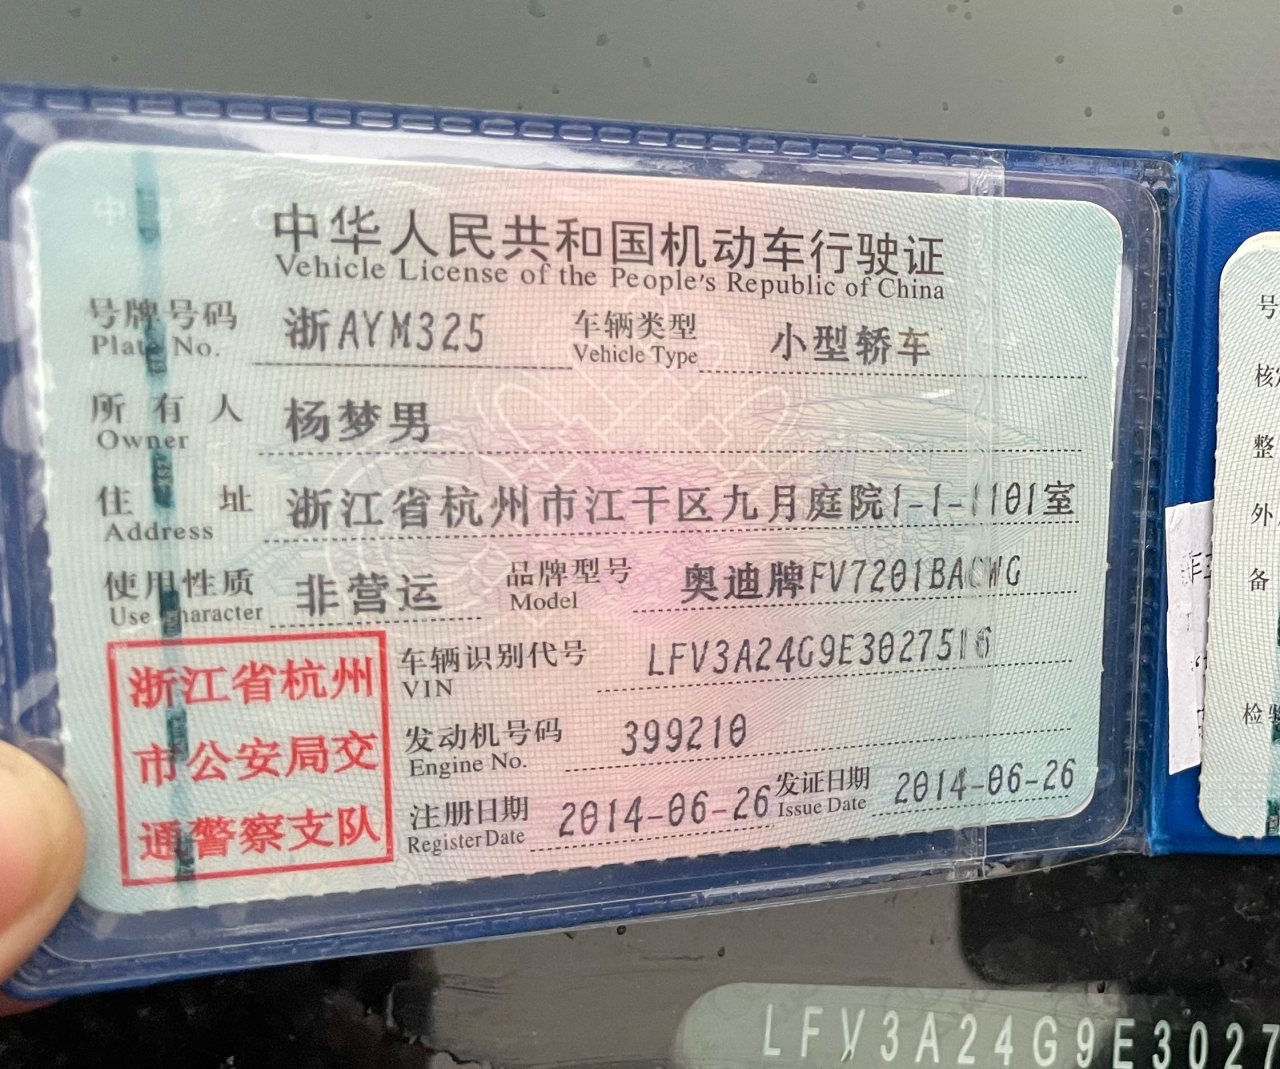 中华人民共和国机动车行驶证
Vehicle License of the People's Republic of China
号牌号码 浙AYM325 车辆类型 小型轿车
Plate No. Vehicle Type
所有人 杨梦男
Owner
住址 浙江省杭州市江干区九月庭院1-1-1101室
Address
使用性质 非营运 品牌型号 奥迪牌FV7201BACWG
Use Character Model
浙江省杭州
市公安局交
通警察支队
车辆识别代号 LFV3A24G9E3027516
VIN
发动机号码 399210
Engine No.
注册日期 2014-06-26 发证日期 2014-06-26
Register Date Issue Date
号
核
整
外
备
检验
LFV3A24G9E3027